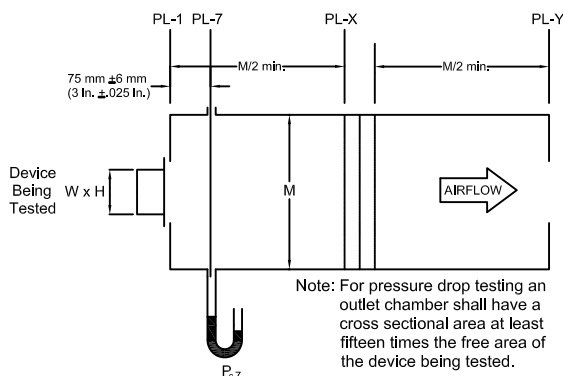 PL-1 PL-7 PL-X PL-Y
M/2 min. M/2 min.
75 mm ±6 mm
(3 In. ±.025 In.)
Device
Being
Tested
W x H
M
AIRFLOW
Note: For pressure drop testing an
outlet chamber shall have a
cross sectional area at least
fifteen times the free area of
the device being tested.